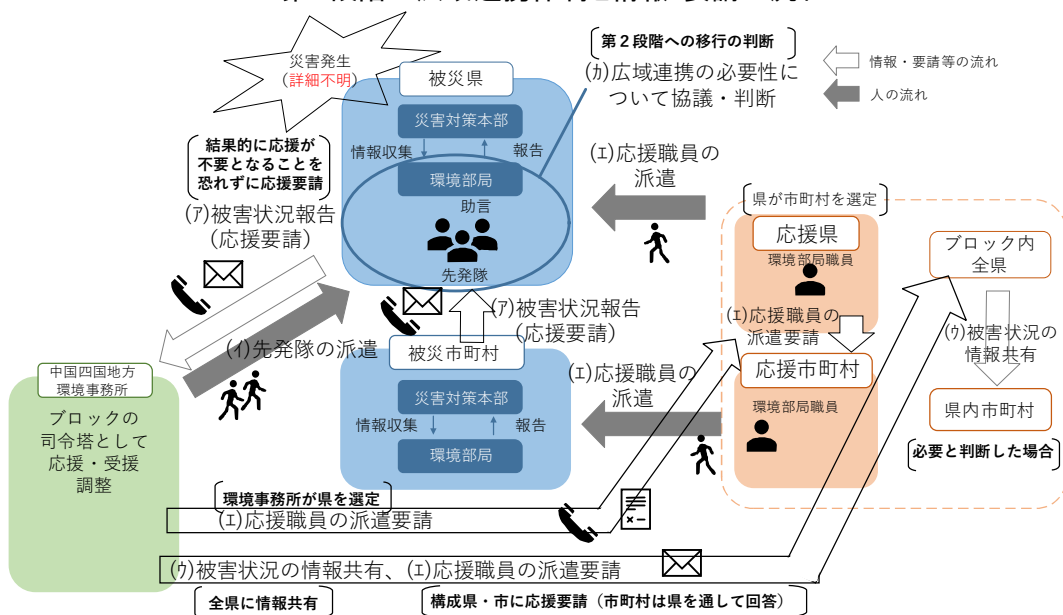 災害発生
(詳細不明)
被災県
災害対策本部
情報収集
報告
環境部局
助言
先発隊
第２段階への移行の判断
(ｶ)広域連携の必要性に
ついて協議・判断
情報・要請等の流れ
人の流れ
結果的に応援が
不要となることを
恐れずに応援要請
(ｱ)被害状況報告
(応援要請)
(ｴ)応援職員の
派遣
県が市町村を選定
応援県
環境部局職員
ブロック内
全県
(ｱ)被害状況報告
(応援要請)
(ｴ)応援職員の
派遣要請
(ｳ)被害状況の
情報共有
(ｲ)先発隊の派遣
被災市町村
災害対策本部
情報収集
報告
環境部局
(ｴ)応援職員の
派遣
応援市町村
環境部局職員
県内市町村
(必要と判断した場合)
中国四国地方
環境事務所
ブロックの
司令塔として
応援・受援
調整
環境事務所が県を選定
(ｴ)応援職員の派遣要請
(ｳ)被害状況の情報共有、(ｴ)応援職員の派遣要請
全県に情報共有
構成県・市に応援要請（市町村は県を通して回答）